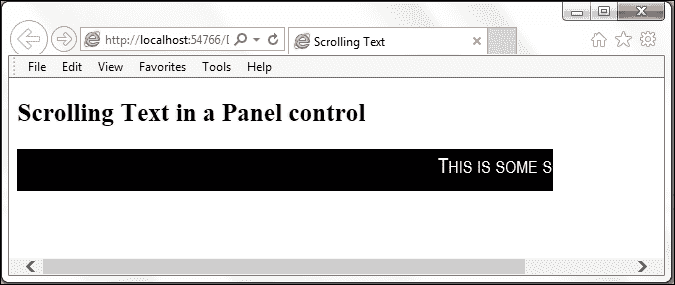 http://localhost:54766/
Scrolling Text
File Edit View Favorites Tools Help
Scrolling Text in a Panel control
THIS IS SOME S